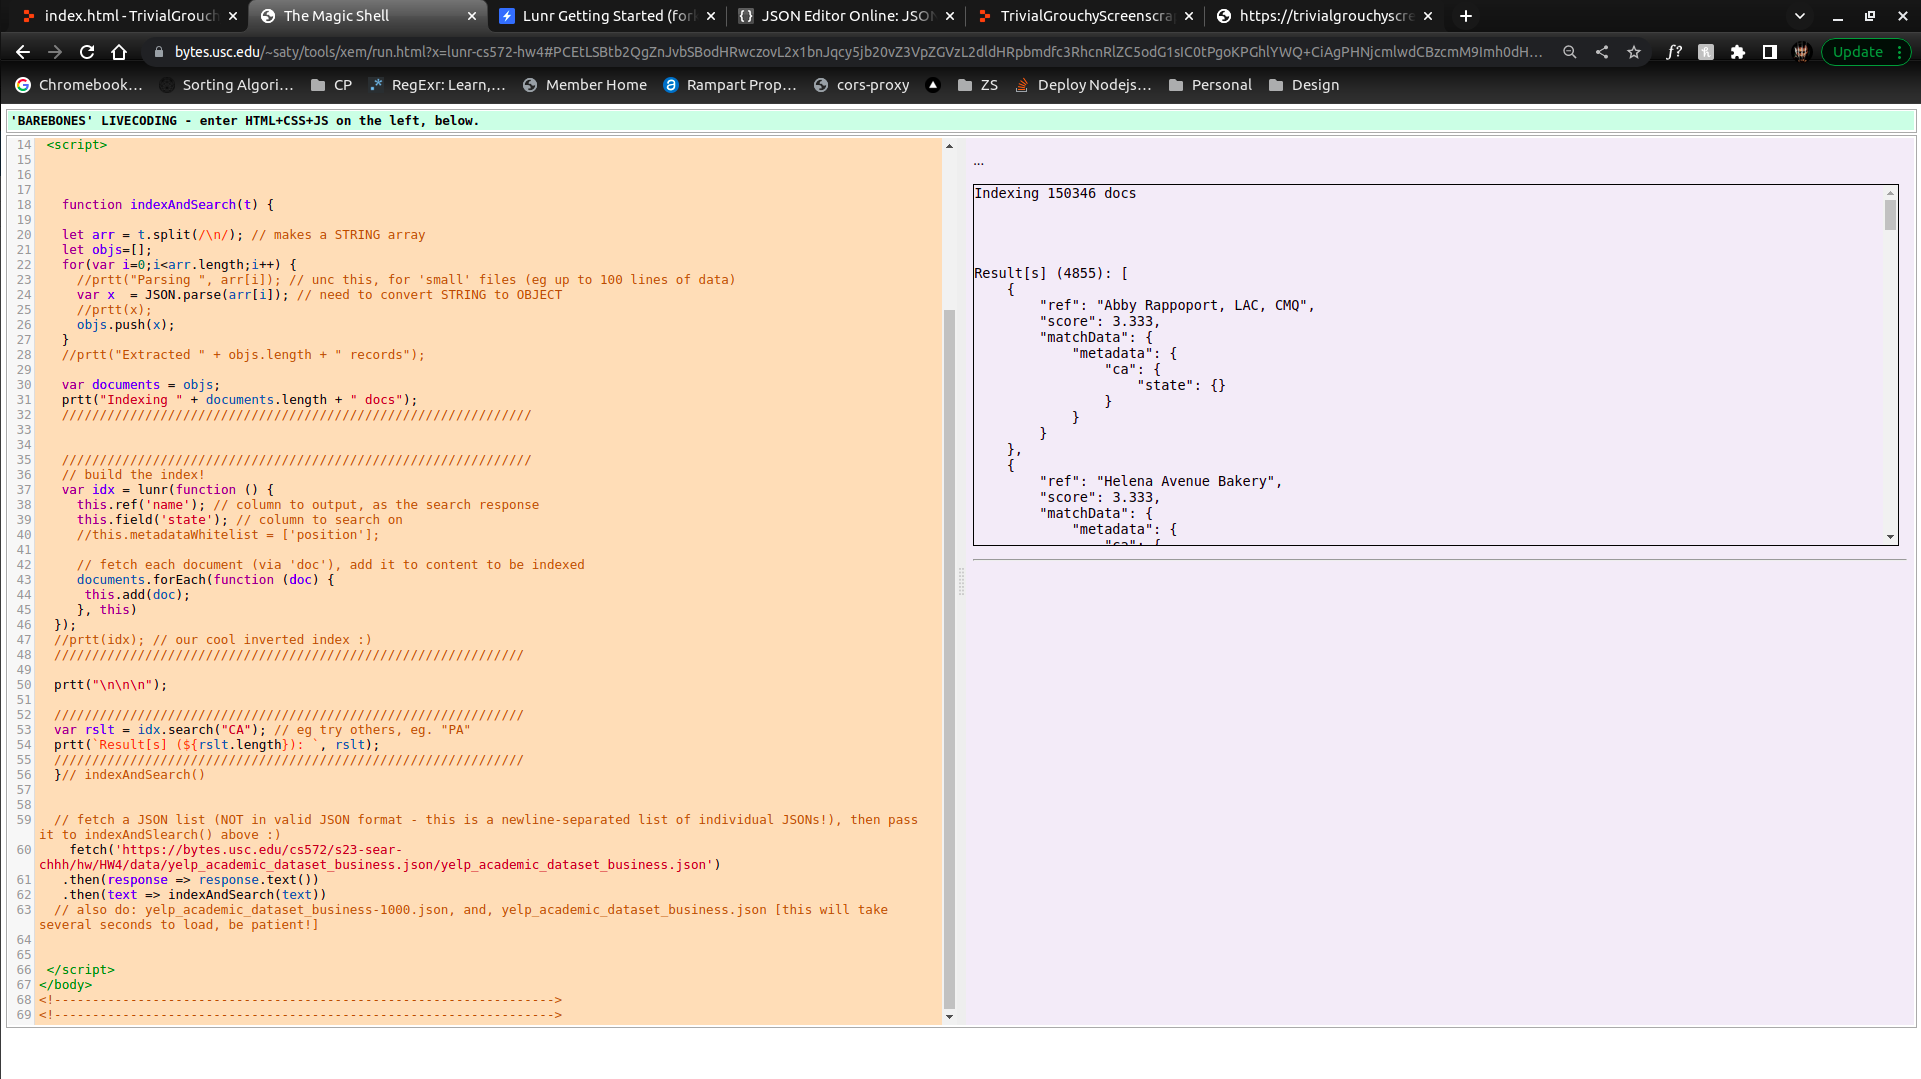 index.html - TrivialGrouch
The Magic Shell
Lunr Getting Started (fork
JSON Editor Online: JSON
TrivialGrouchyScreenscra
https://trivialgrouchyscre
bytes.usc.edu/~saty/tools/xem/run.html?x=lunr-cs572-hw4#PCEtLSBtb2QgZnJvbSBodHRwczovL2x1bnJqcy5jb20vZ3VpZGVzL2dldHRpbmdfc3RhcnRlZC5odG1sIC0tPgoKPGhlYWQ+CiAgPHNjcmlwdCBzcmM9Imh0dH...
f?
Update
Chromebook...
Sorting Algori...
CP
RegExr: Learn,...
Member Home
Rampart Prop...
cors-proxy
ZS
Deploy Nodejs...
Personal
Design
'BAREBONES' LIVECODING - enter HTML+CSS+JS on the left, below.
14 <script>
15
16
17
18 function indexAndSearch(t) {
19
20 let arr = t.split(/\n/); // makes a STRING array
21 let objs=[];
22 for(var i=0;i<arr.length;i++) {
23 //prtt("Parsing ", arr[i]); // unc this, for 'small' files (eg up to 100 lines of data)
24 var x  = JSON.parse(arr[i]); // need to convert STRING to OBJECT
25 //prtt(x);
26 objs.push(x);
27 }
28 //prtt("Extracted " + objs.length + " records");
29
30 var documents = objs;
31 prtt("Indexing " + documents.length + " docs");
32 //////////////////////////////////////////////////////////////
33
34
35 //////////////////////////////////////////////////////////////
36 // build the index!
37 var idx = lunr(function () {
38 this.ref('name'); // column to output, as the search response
39 this.field('state'); // column to search on
40 //this.metadataWhitelist = ['position'];
41
42 // fetch each document (via 'doc'), add it to content to be indexed
43 documents.forEach(function (doc) {
44 this.add(doc);
45 }, this)
46 });
47 //prtt(idx); // our cool inverted index :)
48 //////////////////////////////////////////////////////////////
49
50 prtt("\n\n\n");
51
52 //////////////////////////////////////////////////////////////
53 var rslt = idx.search("CA"); // eg try others, eg. "PA"
54 prtt(`Result[s] (${rslt.length}): `, rslt);
55 //////////////////////////////////////////////////////////////
56 }// indexAndSearch()
57
58
59 // fetch a JSON list (NOT in valid JSON format - this is a newline-separated list of individual JSONs!), then pass
it to indexAndSlearch() above :)
60 fetch('https://bytes.usc.edu/cs572/s23-sear-
chhh/hw/HW4/data/yelp_academic_dataset_business.json/yelp_academic_dataset_business.json')
61 .then(response => response.text())
62 .then(text => indexAndSearch(text))
63 // also do: yelp_academic_dataset_business-1000.json, and, yelp_academic_dataset_business.json [this will take
several seconds to load, be patient!]
64
65
66 </script>
67 </body>
68 <!------------------------------------------------------------------>
69 <!------------------------------------------------------------------>
...
Indexing 150346 docs
Result[s] (4855): [
{
"ref": "Abby Rappoport, LAC, CMQ",
"score": 3.333,
"matchData": {
"metadata": {
"ca": {
"state": {}
}
}
}
},
{
"ref": "Helena Avenue Bakery",
"score": 3.333,
"matchData": {
"metadata": {
"ca": {